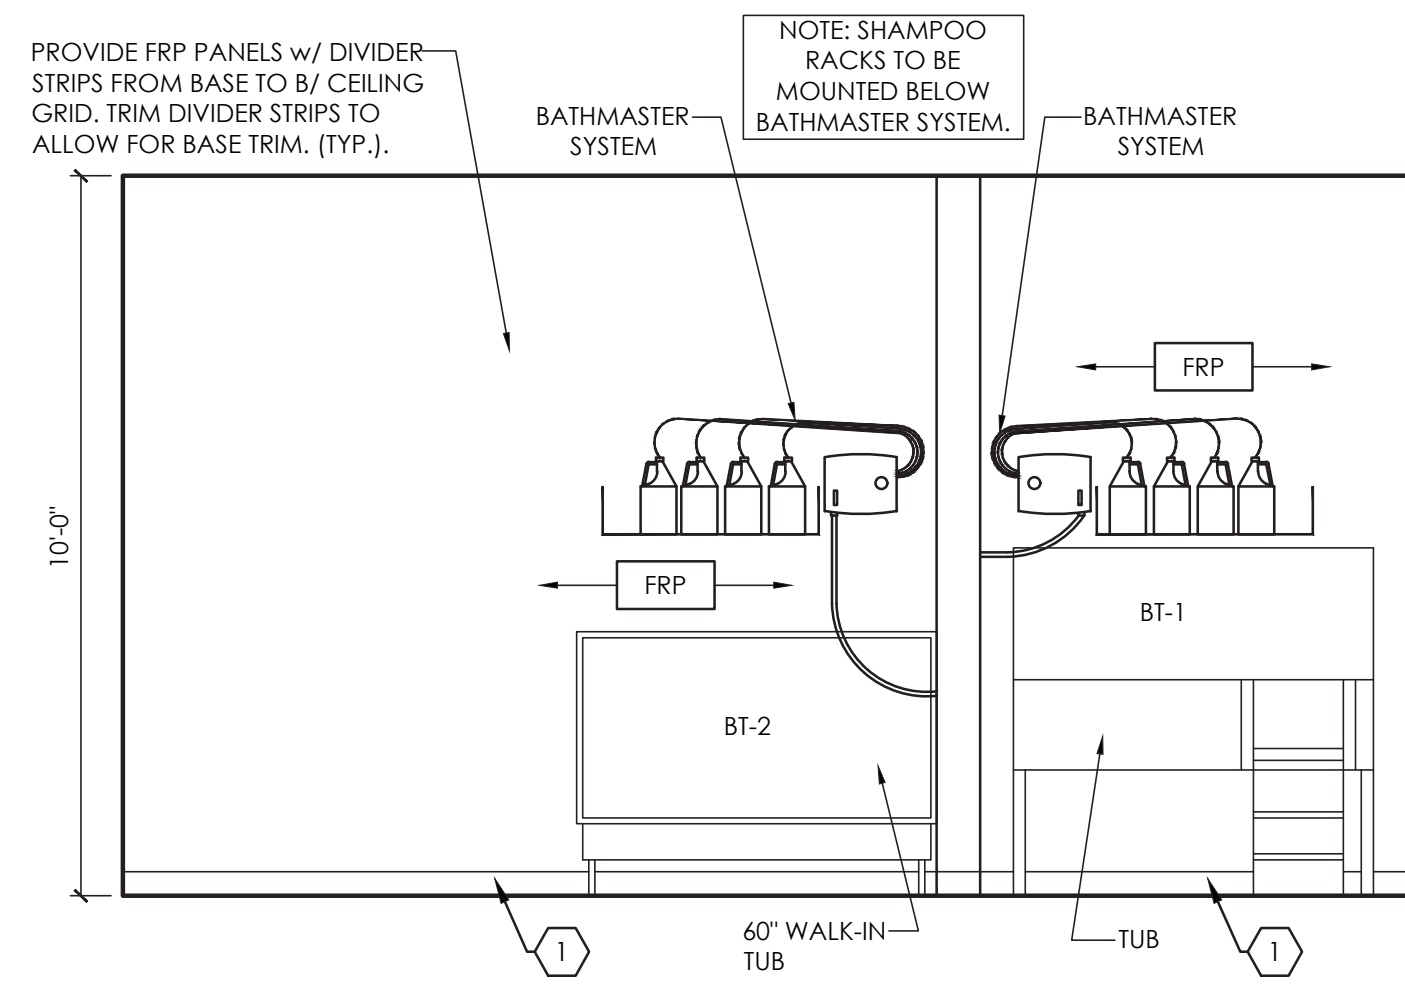 PROVIDE FRP PANELS w/ DIVIDER
STRIPS FROM BASE TO B/ CEILING
GRID. TRIM DIVIDER STRIPS TO
ALLOW FOR BASE TRIM. (TYP.).
BATHMASTER
SYSTEM
NOTE: SHAMPOO
RACKS TO BE
MOUNTED BELOW
BATHMASTER SYSTEM.
BATHMASTER
SYSTEM
FRP
10'-0"
FRP
BT-1
BT-2
60" WALK-IN
TUB
TUB
1
1